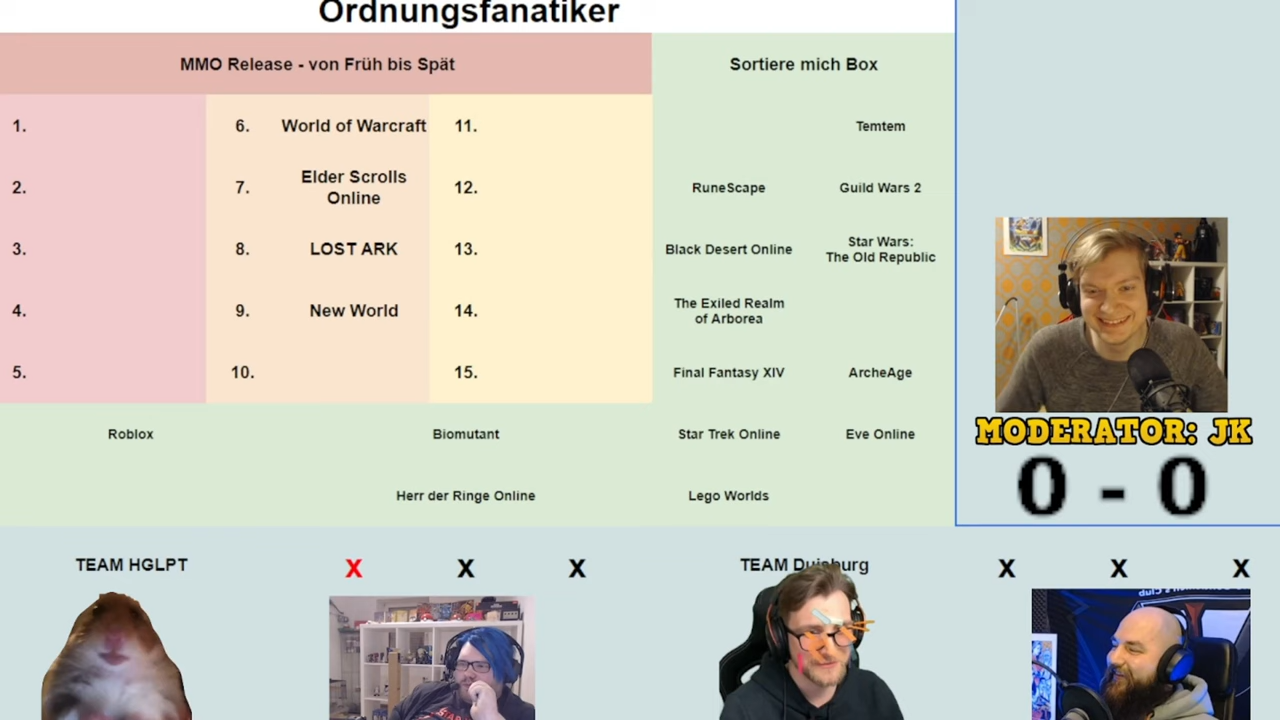 Ordnungsfanatiker
MMO Release - von Früh bis Spät
Sortiere mich Box
1.
6. World of Warcraft
11.
Temtem
2.
7. Elder Scrolls
Online
12.
RuneScape
Guild Wars 2
3.
8. LOST ARK
13.
Black Desert Online
Star Wars:
The Old Republic
4.
9. New World
14.
The Exiled Realm
of Arborea
5.
10.
15.
Final Fantasy XIV
ArcheAge
Roblox
Biomutant
Star Trek Online
Eve Online
Herr der Ringe Online
Lego Worlds
MODERATOR: JK
0 - 0
TEAM HGLPT
X X X
TEAM Duisburg
X X X